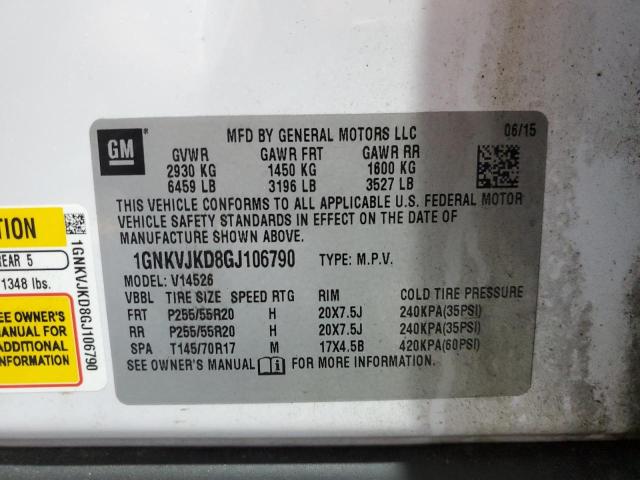 GM
MFD BY GENERAL MOTORS LLC 06/15
GVWR GAWR FRT GAWR RR
2930 KG 1450 KG 1600 KG
6459 LB 3196 LB 3527 LB
THIS VEHICLE CONFORMS TO ALL APPLICABLE U.S. FEDERAL MOTOR
VEHICLE SAFETY STANDARDS IN EFFECT ON THE DATE OF
MANUFACTURE SHOWN ABOVE.
1GNKVJKD8GJ106790 TYPE: M.P.V.
MODEL: V14526
VBBL TIRE SIZE SPEED RTG RIM COLD TIRE PRESSURE
FRT P255/55R20 H 20X7.5J 240KPA(35PSI)
RR P255/55R20 H 20X7.5J 240KPA(35PSI)
SPA T145/70R17 M 17X4.5B 420KPA(60PSI)
SEE OWNER'S MANUAL FOR MORE INFORMATION.
TION
REAR 5
1348 lbs.
SEE OWNER'S
MANUAL FOR
ADDITIONAL
INFORMATION
1GNKVJKD8GJ106790